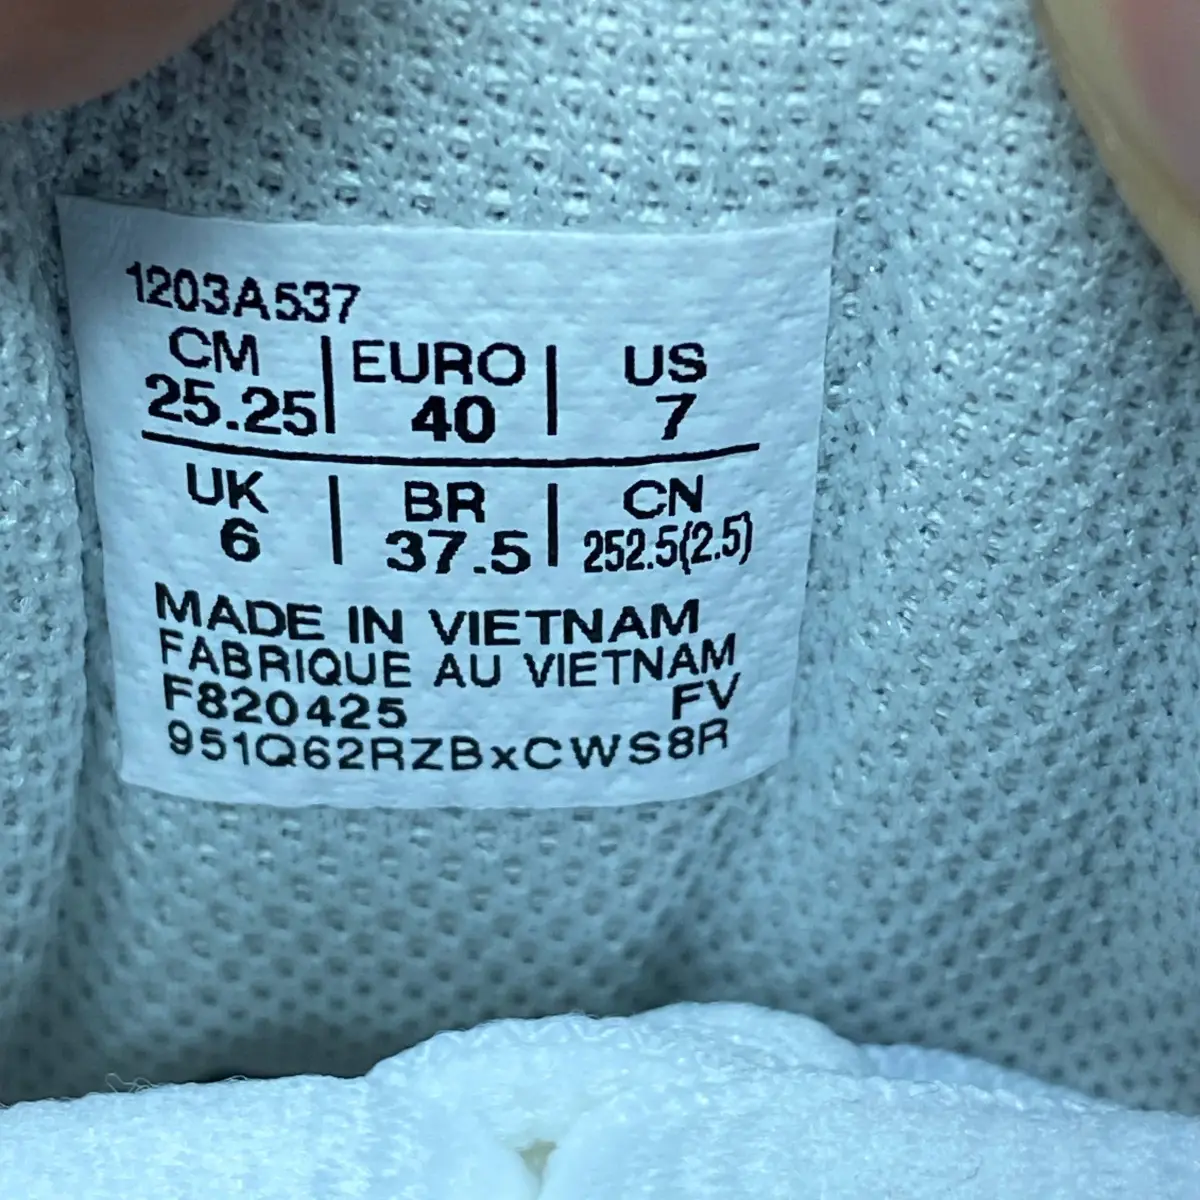 1203A537
CM | EURO | US
25.25 | 40 | 7
UK | BR | CN
6 | 37.5 | 252.5(2.5)
MADE IN VIETNAM
FABRIQUE AU VIETNAM
F820425 FV
951Q62RZBxCWS8R